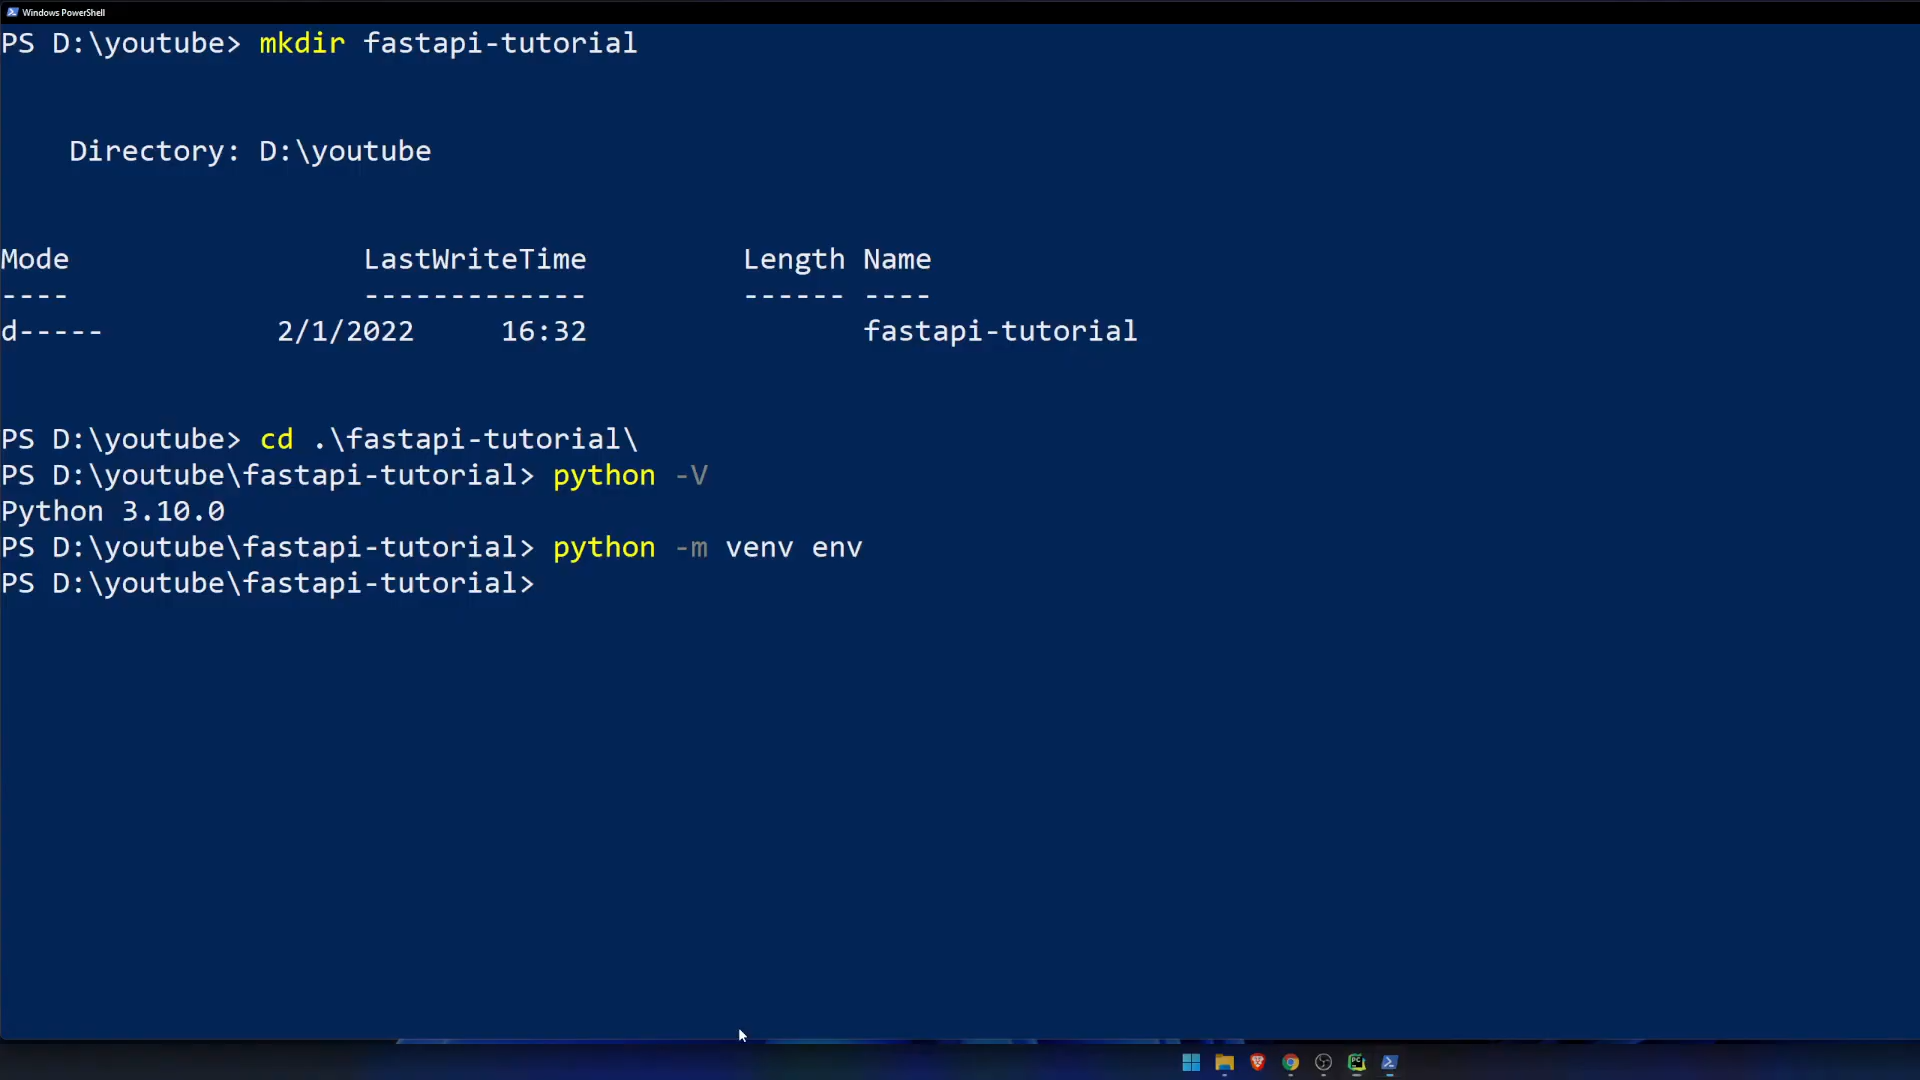 Windows PowerShell
PS D:\youtube> mkdir fastapi-tutorial
Directory: D:\youtube
Mode LastWriteTime Length Name
---- ------------- ------ ----
d----- 2/1/2022 16:32 fastapi-tutorial
PS D:\youtube> cd .\fastapi-tutorial\
PS D:\youtube\fastapi-tutorial> python -V
Python 3.10.0
PS D:\youtube\fastapi-tutorial> python -m venv env
PS D:\youtube\fastapi-tutorial>
PC